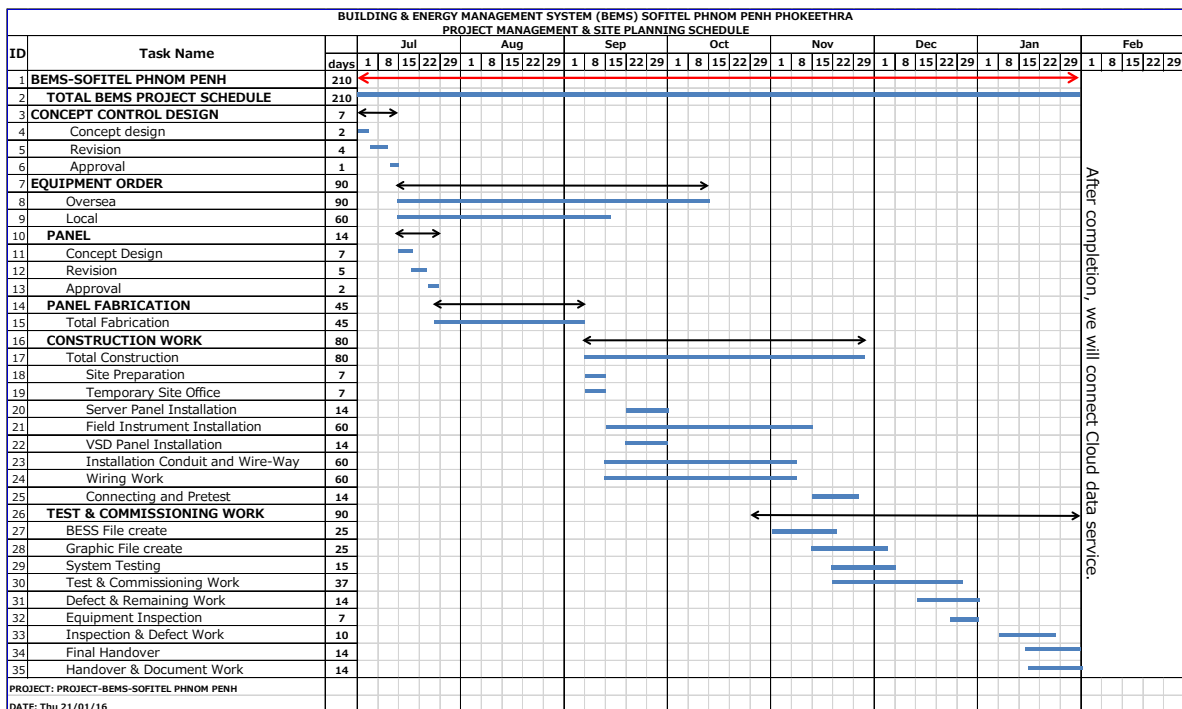 BUILDING & ENERGY MANAGEMENT SYSTEM (BEMS) SOFITEL PHNOM PENH PHOKEETHRA
PROJECT MANAGEMENT & SITE PLANNING SCHEDULE
ID Task Name days Jul Aug Sep Oct Nov Dec Jan Feb
1 8 15 22 29 1 8 15 22 29 1 8 15 22 29 1 8 15 22 29 1 8 15 22 29 1 8 15 22 29 1 8 15 22 29 1 8 15 22 29
1 BEMS-SOFITEL PHNOM PENH 210
2 TOTAL BEMS PROJECT SCHEDULE 210
3 CONCEPT CONTROL DESIGN 7
4 Concept design 2
5 Revision 4
6 Approval 1
7 EQUIPMENT ORDER 90
8 Oversea 90
9 Local 60
10 PANEL 14
11 Concept Design 7
12 Revision 5
13 Approval 2
14 PANEL FABRICATION 45
15 Total Fabrication 45
16 CONSTRUCTION WORK 80
17 Total Construction 80
18 Site Preparation 7
19 Temporary Site Office 7
20 Server Panel Installation 14
21 Field Instrument Installation 60
22 VSD Panel Installation 14
23 Installation Conduit and Wire-Way 60
24 Wiring Work 60
25 Connecting and Pretest 14
26 TEST & COMMISSIONING WORK 90
27 BESS File create 25
28 Graphic File create 25
29 System Testing 15
30 Test & Commissioning Work 37
31 Defect & Remaining Work 14
32 Equipment Inspection 7
33 Inspection & Defect Work 10
34 Final Handover 14
35 Handover & Document Work 14
After completion, we will connect Cloud data service.
PROJECT: PROJECT-BEMS-SOFITEL PHNOM PENH
DATE: Thu 21/01/16